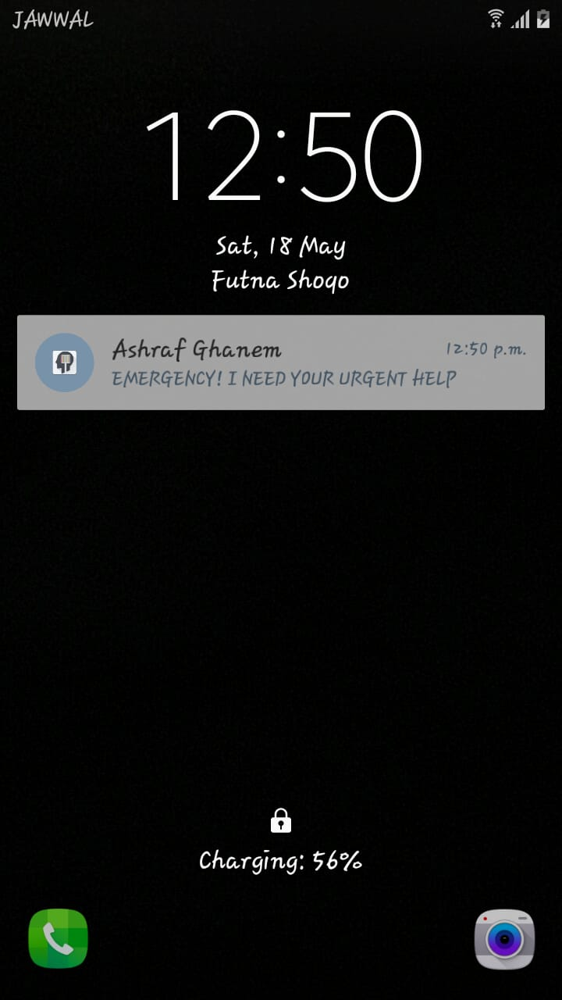 JAWWAL
12:50
Sat, 18 May
Futna Shoqo
Ashraf Ghanem 12:50 p.m.
EMERGENCY! I NEED YOUR URGENT HELP
Charging: 56%